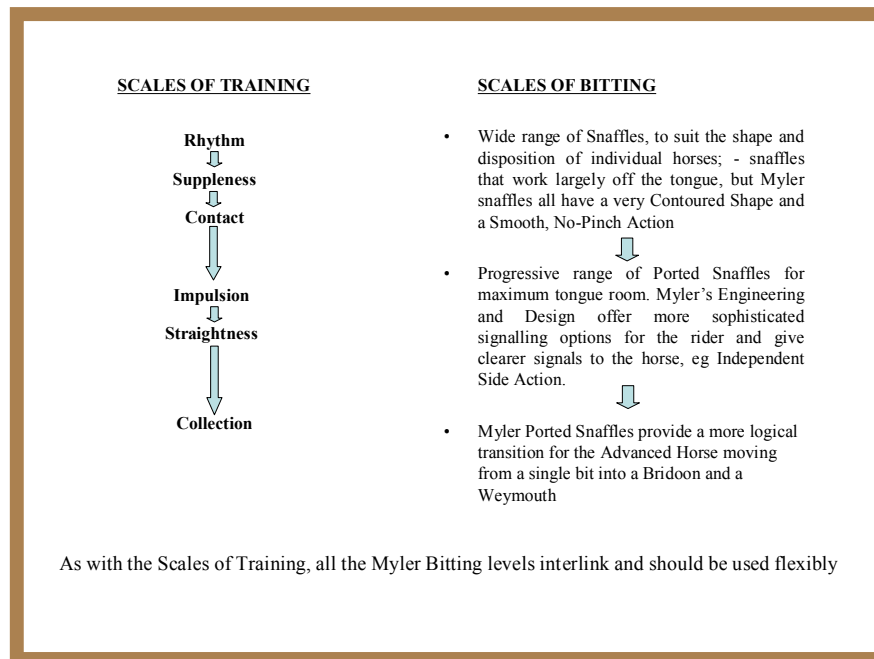 SCALES OF TRAINING
Rhythm
Suppleness
Contact
Impulsion
Straightness
Collection
SCALES OF BITTING
• Wide range of Snaffles, to suit the shape and
disposition of individual horses; - snaffles
that work largely off the tongue, but Myler
snaffles all have a very Contoured Shape and
a Smooth, No-Pinch Action
• Progressive range of Ported Snaffles for
maximum tongue room. Myler’s Engineering
and Design offer more sophisticated
signalling options for the rider and give
clearer signals to the horse, eg Independent
Side Action.
• Myler Ported Snaffles provide a more logical
transition for the Advanced Horse moving
from a single bit into a Bridoon and a
Weymouth
As with the Scales of Training, all the Myler Bitting levels interlink and should be used flexibly